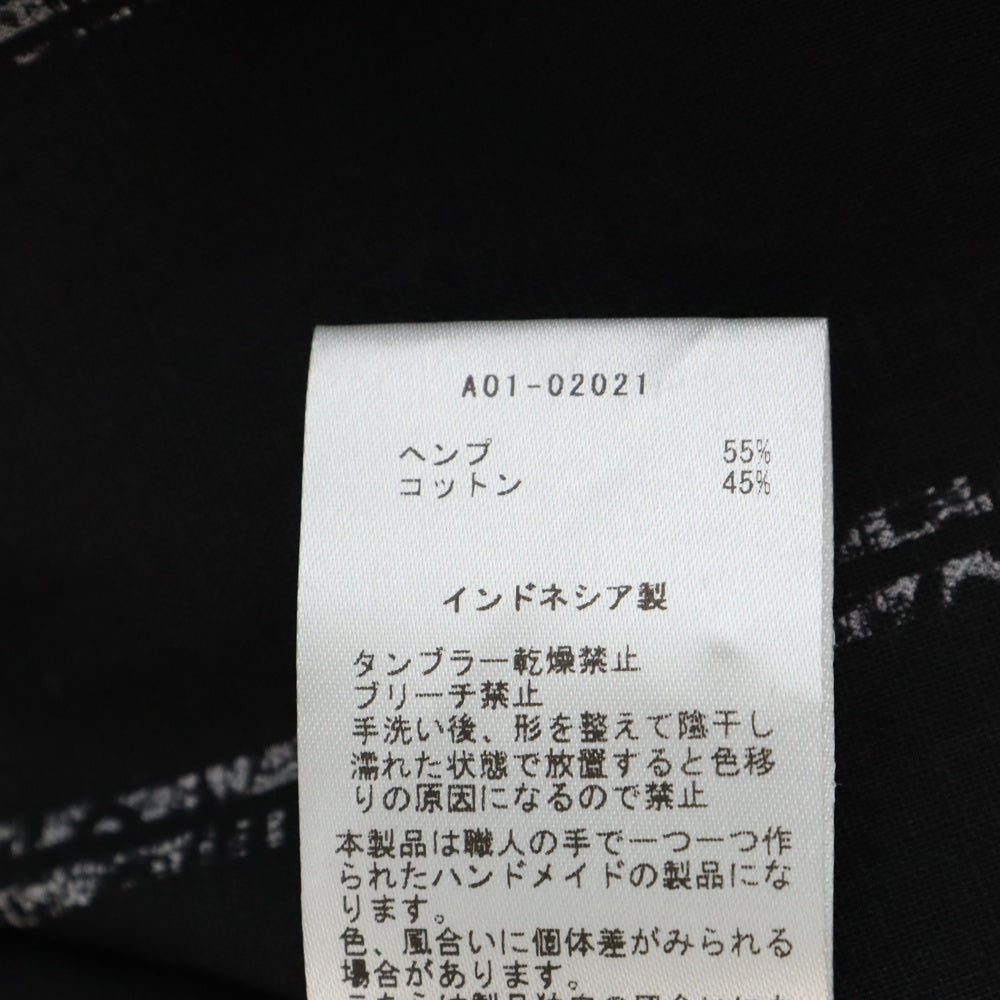 A01-02021
ヘンプ 55%
コットン 45%
インドネシア製
タンブラー乾燥禁止
ブリーチ禁止
手洗い後、形を整えて陰干し
濡れた状態で放置すると色移
りの原因になるので禁止
本製品は職人の手で一つ一つ作
られたハンドメイドの製品にな
ります。
色、風合いに個体差がみられる
場合があります。